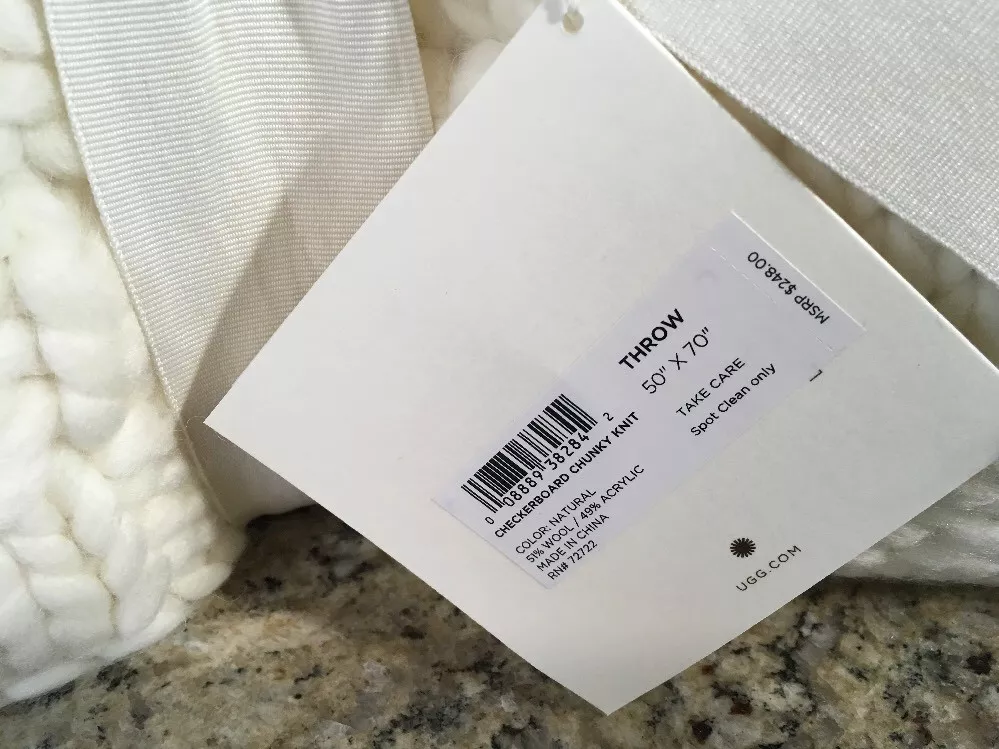 MSRP $248.00
THROW
50" X 70"
TAKE CARE
Spot Clean only
0 08889 38284 2
CHECKERBOARD CHUNKY KNIT
COLOR: NATURAL
51% WOOL / 49% ACRYLIC
MADE IN CHINA
RN# 72722
1
UGG.COM